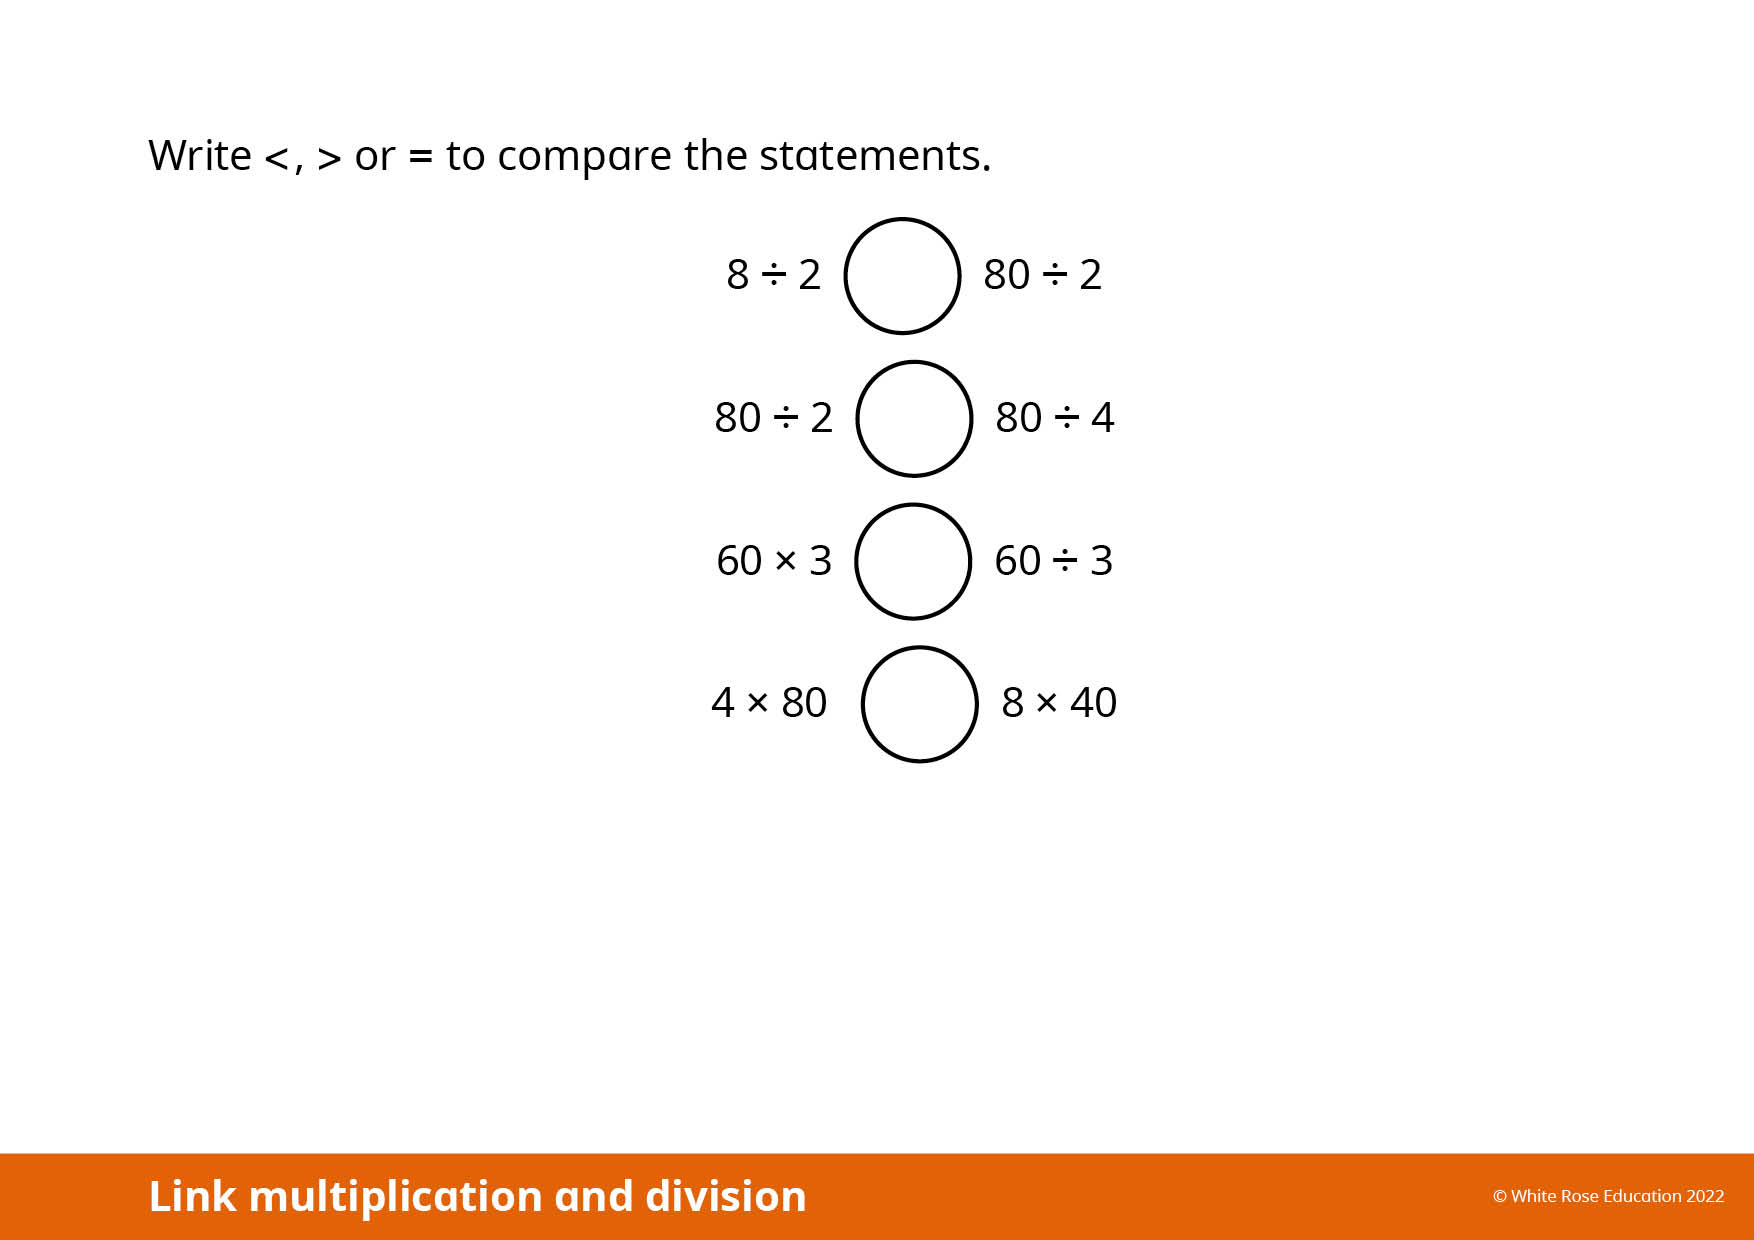 Write <, > or = to compare the statements.
8 ÷ 2 80 ÷ 2
80 ÷ 2 80 ÷ 4
60 × 3 60 ÷ 3
4 × 80 8 × 40
Link multiplication and division
© White Rose Education 2022